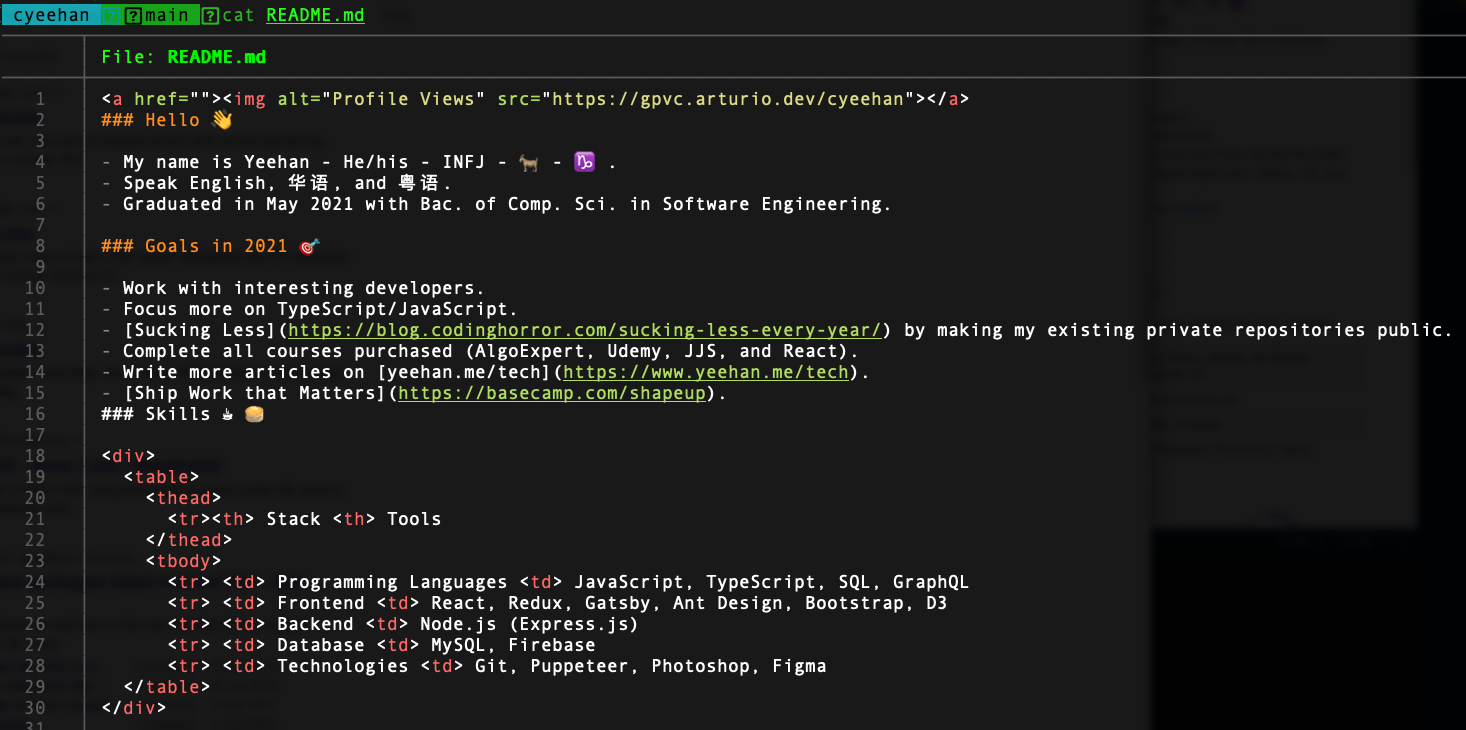 cyeehan main cat README.md
File: README.md
1 <a href=""><img alt="Profile Views" src="https://gpvc.arturio.dev/cyeehan"></a>
2 ### Hello 👋
3
4 - My name is Yeehan - He/his - INFJ - 🐐 - ♑ .
5 - Speak English, 华语, and 粤语.
6 - Graduated in May 2021 with Bac. of Comp. Sci. in Software Engineering.
7
8 ### Goals in 2021 🎯
9
10 - Work with interesting developers.
11 - Focus more on TypeScript/JavaScript.
12 - [Sucking Less](https://blog.codinghorror.com/sucking-less-every-year/) by making my existing private repositories public.
13 - Complete all courses purchased (AlgoExpert, Udemy, JJS, and React).
14 - Write more articles on [yeehan.me/tech](https://www.yeehan.me/tech).
15 - [Ship Work that Matters](https://basecamp.com/shapeup).
16 ### Skills ☕ 🥞
17
18 <div>
19   <table>
20     <thead>
21       <tr><th> Stack <th> Tools
22     </thead>
23     <tbody>
24       <tr> <td> Programming Languages <td> JavaScript, TypeScript, SQL, GraphQL
25       <tr> <td> Frontend <td> React, Redux, Gatsby, Ant Design, Bootstrap, D3
26       <tr> <td> Backend <td> Node.js (Express.js)
27       <tr> <td> Database <td> MySQL, Firebase
28       <tr> <td> Technologies <td> Git, Puppeteer, Photoshop, Figma
29   </table>
30 </div>
31